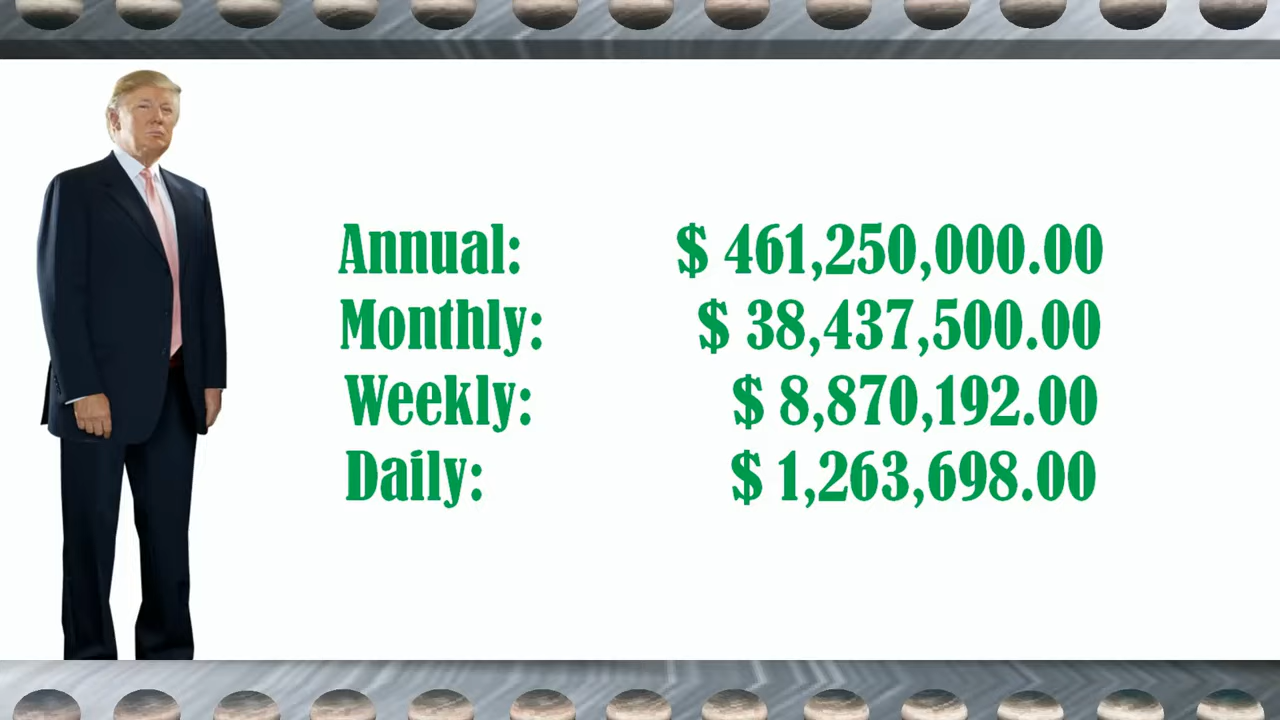 Annual: $ 461,250,000.00
Monthly: $ 38,437,500.00
Weekly: $ 8,870,192.00
Daily: $ 1,263,698.00